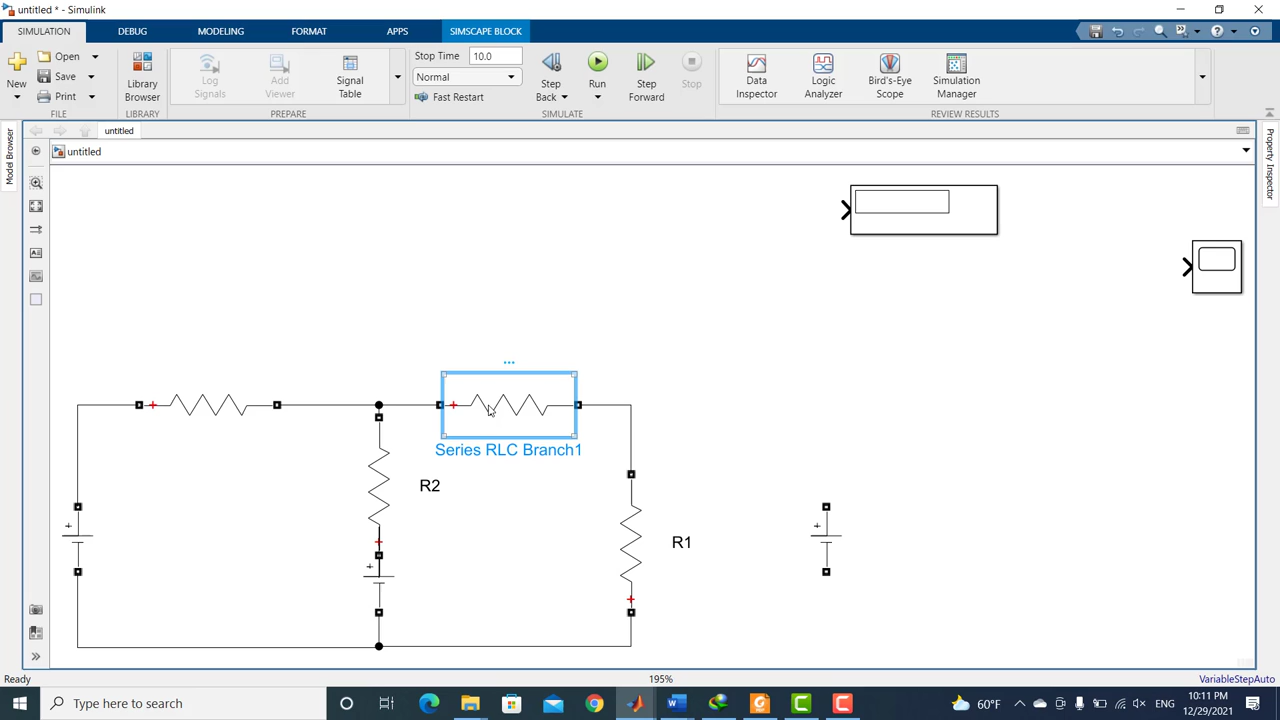 untitled * - Simulink
SIMULATION DEBUG MODELING FORMAT APPS SIMSCAPE BLOCK
New
Open
Save
Print
FILE
Library Browser
LIBRARY
Log Signals
Add Viewer
Signal Table
PREPARE
Stop Time 10.0
Normal
Fast Restart
Step Back
Run
Step Forward
Stop
SIMULATE
Data Inspector
Logic Analyzer
Bird's-Eye Scope
Simulation Manager
REVIEW RESULTS
untitled
untitled
Model Browser
Property Inspector
Series RLC Branch1
R2
R1
Ready
195%
VariableStepAuto
Type here to search
60°F
ENG
10:11 PM
12/29/2021